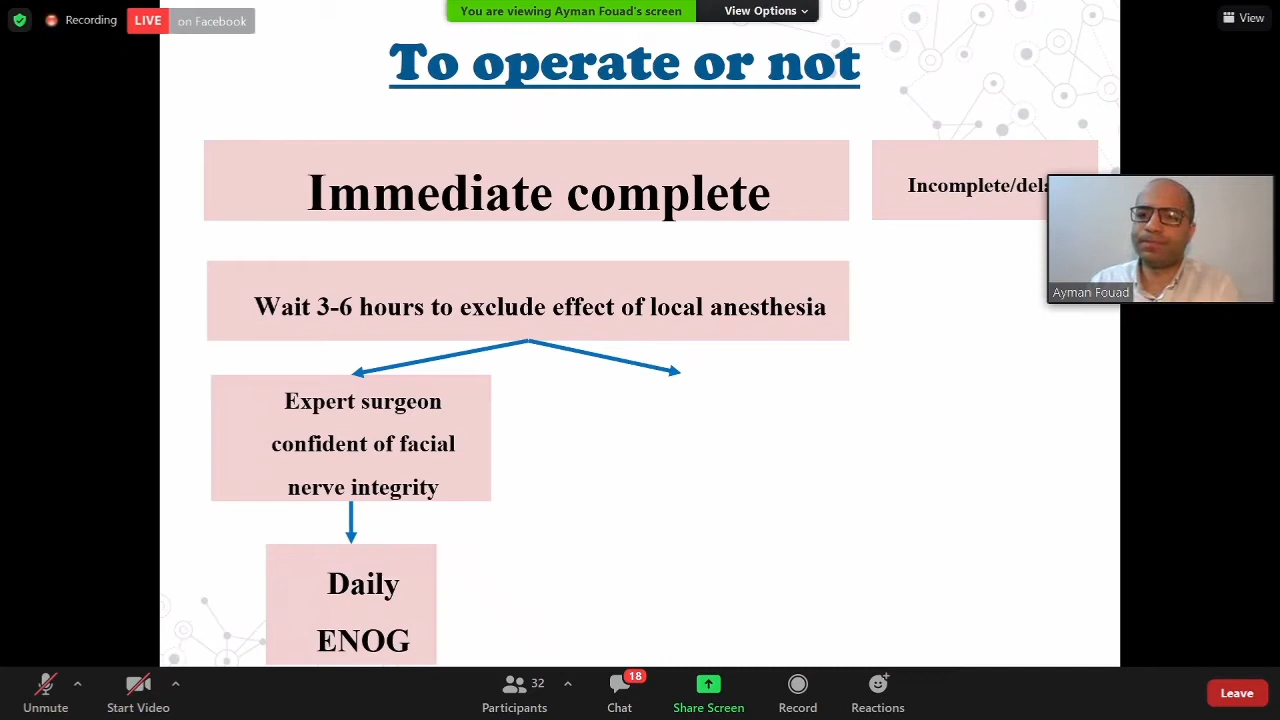 Recording
LIVE on Facebook
You are viewing Ayman Fouad's screen
View Options
View
To operate or not
Immediate complete
Incomplete/dela
Wait 3-6 hours to exclude effect of local anesthesia
Ayman Fouad
Expert surgeon
confident of facial
nerve integrity
Daily
ENOG
Unmute
Start Video
32
Participants
18
Chat
Share Screen
Record
Reactions
Leave